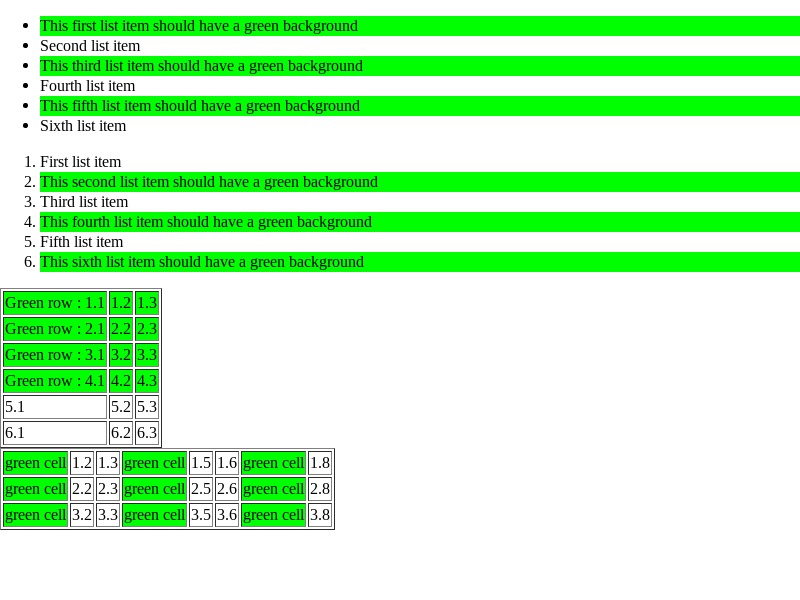 • This first list item should have a green background
• Second list item
• This third list item should have a green background
• Fourth list item
• This fifth list item should have a green background
• Sixth list item
1. First list item
2. This second list item should have a green background
3. Third list item
4. This fourth list item should have a green background
5. Fifth list item
6. This sixth list item should have a green background
Green row : 1.1 1.2 1.3
Green row : 2.1 2.2 2.3
Green row : 3.1 3.2 3.3
Green row : 4.1 4.2 4.3
5.1 5.2 5.3
6.1 6.2 6.3
green cell 1.2 1.3 green cell 1.5 1.6 green cell 1.8
green cell 2.2 2.3 green cell 2.5 2.6 green cell 2.8
green cell 3.2 3.3 green cell 3.5 3.6 green cell 3.8